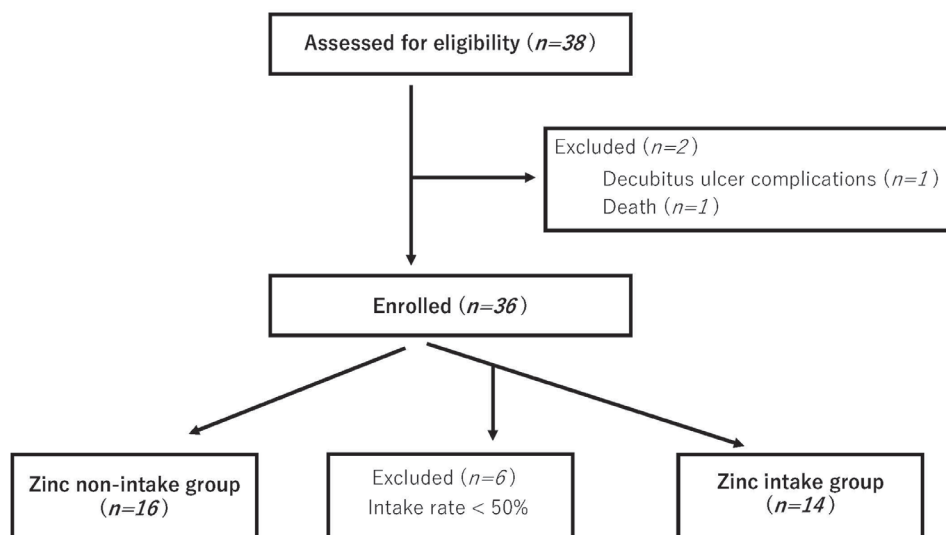 Assessed for eligibility (n=38)
Excluded (n=2)
Decubitus ulcer complications (n=1)
Death (n=1)
Enrolled (n=36)
Zinc non-intake group
(n=16)
Excluded (n=6)
Intake rate < 50%
Zinc intake group
(n=14)